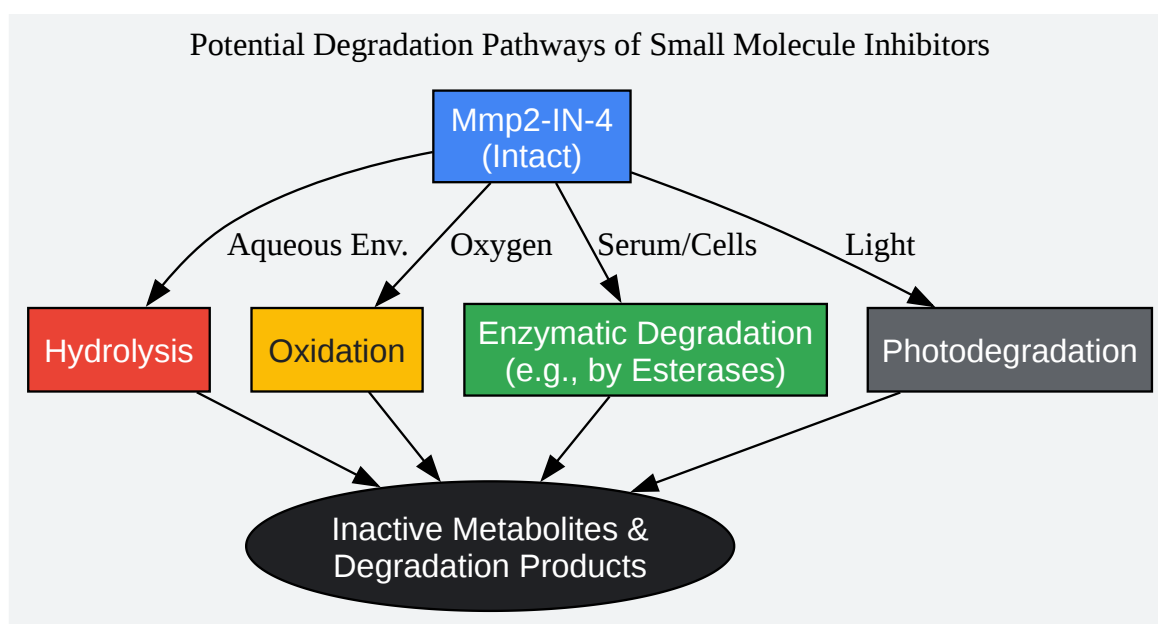 Potential Degradation Pathways of Small Molecule Inhibitors
Mmp2-IN-4
(Intact)
Aqueous Env.
Oxygen
Serum/Cells
Light
Hydrolysis
Oxidation
Enzymatic Degradation
(e.g., by Esterases)
Photodegradation
Inactive Metabolites &
Degradation Products